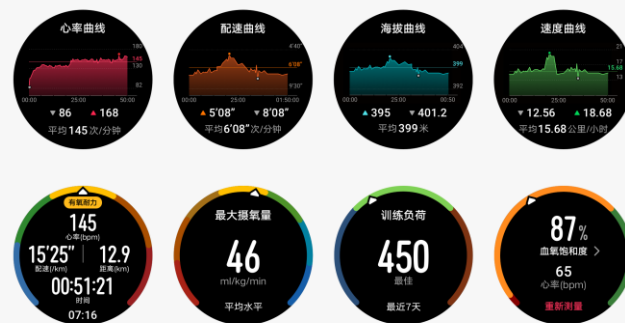 心率曲线
180
145
130
82
00:00 25:00 50:00
▼ 86 ▲ 168
平均145次/分钟
配速曲线
4'40"
6'08"
9'30"
00:00 25:00 01:50:00
▲ 5'08" ▼ 8'08"
平均6'08"次/分钟
海拔曲线
404
399
392
00:00 25:00 50:00
▲ 395 ▼ 401.2
平均399米
速度曲线
21
17
15.68
13
00:00 25:00 50:00
▼ 12.56 ▲ 18.68
平均15.68公里/小时
有氧耐力
145
心率(bpm)
15'25" 12.9
配速(/km) 距离(km)
00:51:21
时间
07:16
最大摄氧量
46
ml/kg/min
平均水平
训练负荷
450
最佳
最近7天
87%
血氧饱和度 >
65
心率(bpm)
重新测量